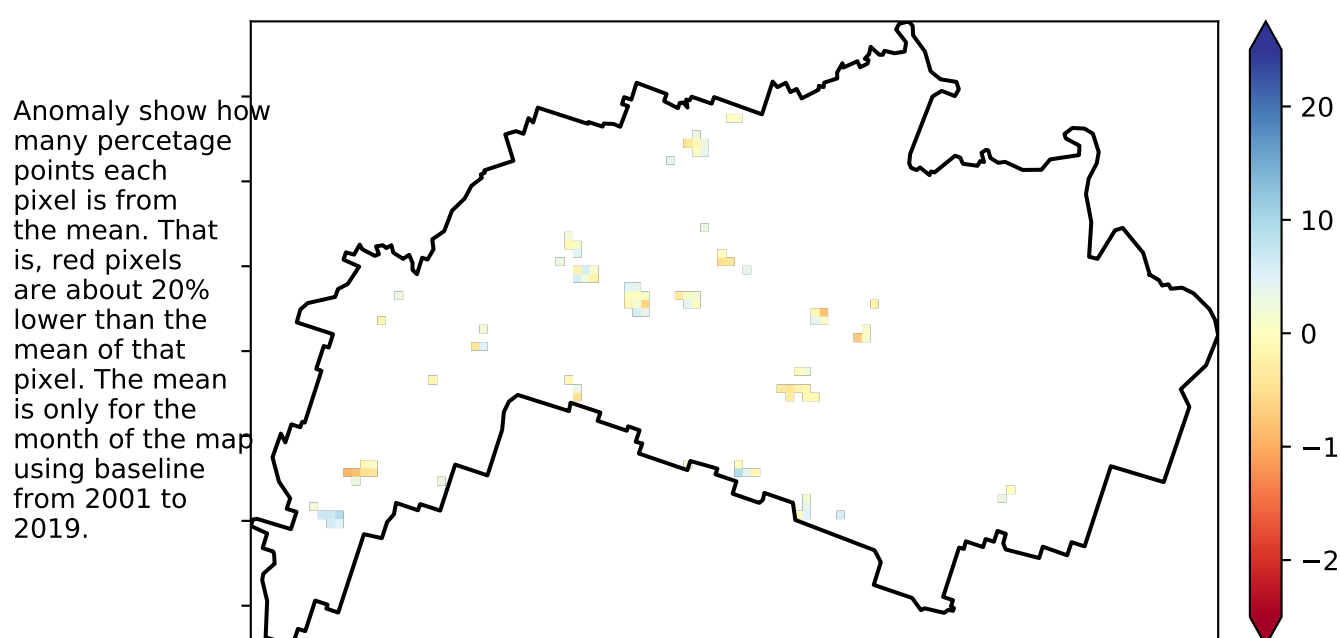 Anomaly show how
many percetage
points each
pixel is from
the mean. That
is, red pixels
are about 20%
lower than the
mean of that
pixel. The mean
is only for the
month of the map
using baseline
from 2001 to
2019.
20
10
0
−1
−2